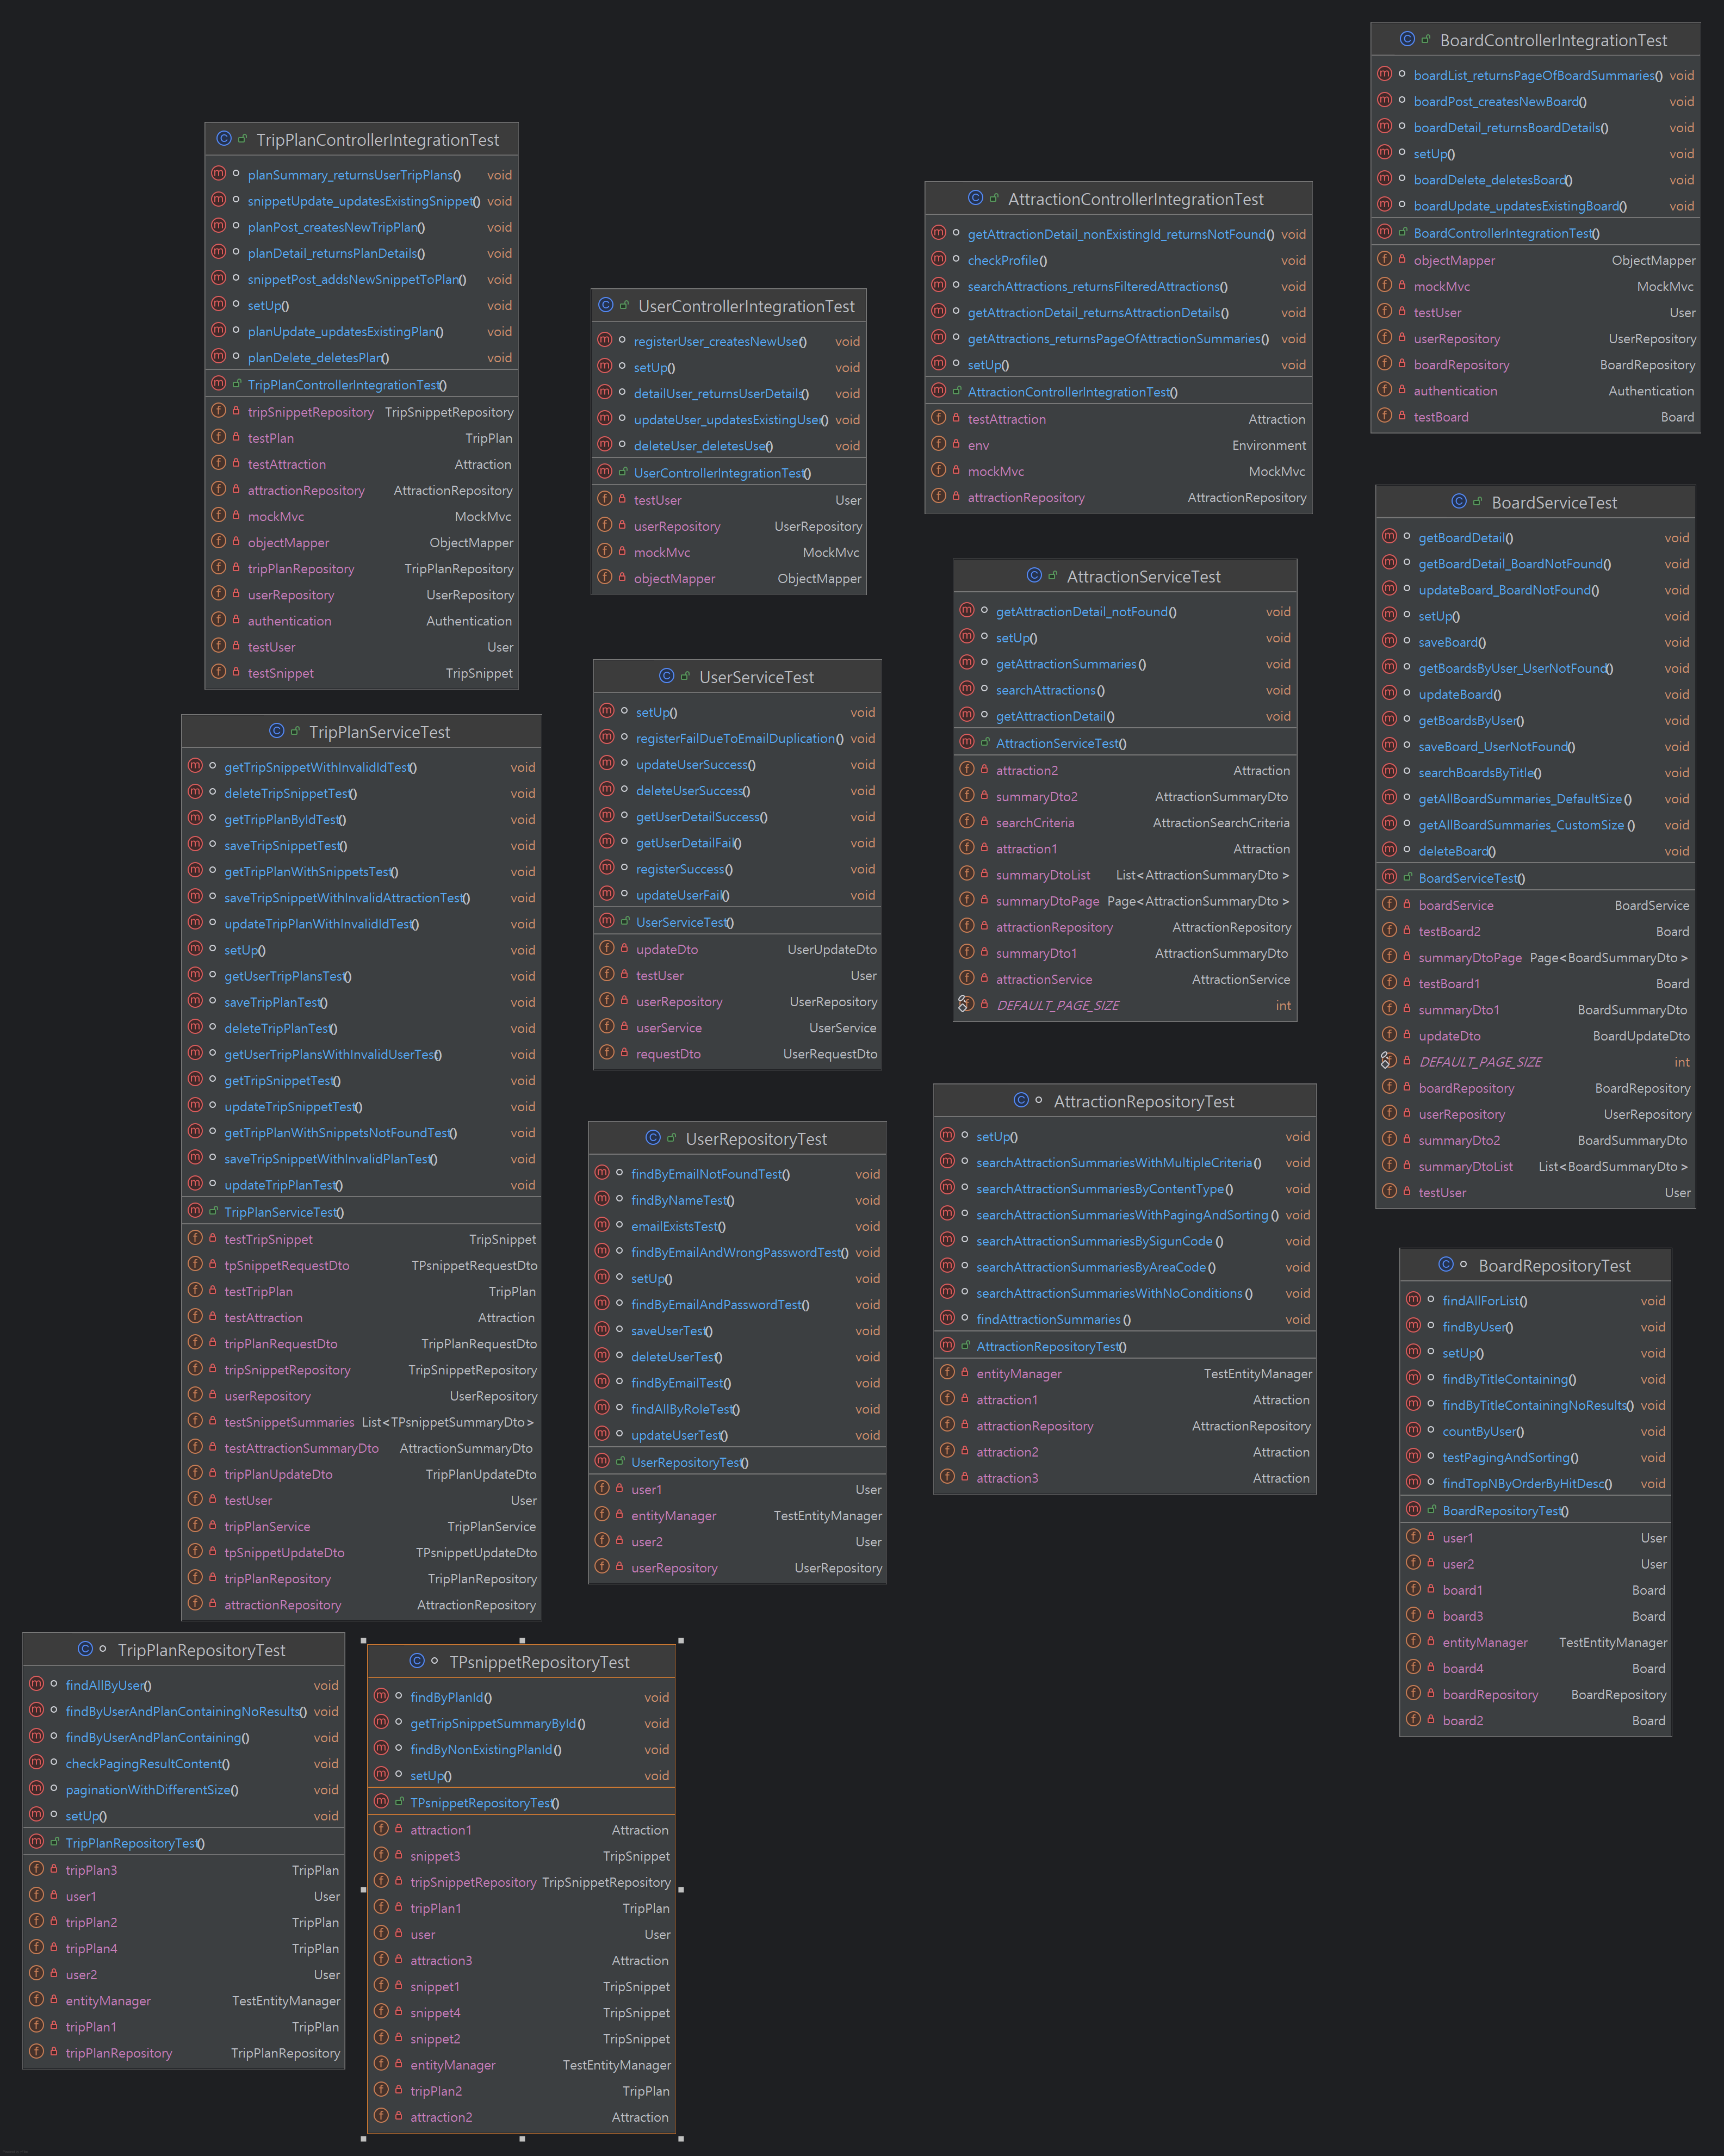 BoardControllerIntegrationTest
boardList_returnsPageOfBoardSummaries() void
boardPost_createsNewBoard() void
boardDetail_returnsBoardDetails() void
setUp() void
boardDelete_deletesBoard() void
boardUpdate_updatesExistingBoard() void
BoardControllerIntegrationTest()
objectMapper ObjectMapper
mockMvc MockMvc
testUser User
userRepository UserRepository
boardRepository BoardRepository
authentication Authentication
testBoard Board
TripPlanControllerIntegrationTest
planSummary_returnsUserTripPlans() void
snippetUpdate_updatesExistingSnippet() void
planPost_createsNewTripPlan() void
planDetail_returnsPlanDetails() void
snippetPost_addsNewSnippetToPlan() void
setUp() void
planUpdate_updatesExistingPlan() void
planDelete_deletesPlan() void
TripPlanControllerIntegrationTest()
tripSnippetRepository TripSnippetRepository
testPlan TripPlan
testAttraction Attraction
attractionRepository AttractionRepository
mockMvc MockMvc
objectMapper ObjectMapper
tripPlanRepository TripPlanRepository
userRepository UserRepository
authentication Authentication
testUser User
testSnippet TripSnippet
AttractionControllerIntegrationTest
getAttractionDetail_nonExistingId_returnsNotFound() void
checkProfile() void
searchAttractions_returnsFilteredAttractions() void
getAttractionDetail_returnsAttractionDetails() void
getAttractions_returnsPageOfAttractionSummaries() void
setUp() void
AttractionControllerIntegrationTest()
testAttraction Attraction
env Environment
mockMvc MockMvc
attractionRepository AttractionRepository
UserControllerIntegrationTest
registerUser_createsNewUse() void
setUp() void
detailUser_returnsUserDetails() void
updateUser_updatesExistingUser() void
deleteUser_deletesUse() void
UserControllerIntegrationTest()
testUser User
userRepository UserRepository
mockMvc MockMvc
objectMapper ObjectMapper
BoardServiceTest
getBoardDetail() void
getBoardDetail_BoardNotFound() void
updateBoard_BoardNotFound() void
setUp() void
saveBoard() void
getBoardsByUser_UserNotFound() void
updateBoard() void
getBoardsByUser() void
saveBoard_UserNotFound() void
searchBoardsByTitle() void
getAllBoardSummaries_DefaultSize() void
getAllBoardSummaries_CustomSize() void
deleteBoard() void
BoardServiceTest()
boardService BoardService
testBoard2 Board
summaryDtoPage Page<BoardSummaryDto>
testBoard1 Board
summaryDto1 BoardSummaryDto
updateDto BoardUpdateDto
DEFAULT_PAGE_SIZE int
boardRepository BoardRepository
userRepository UserRepository
summaryDto2 BoardSummaryDto
summaryDtoList List<BoardSummaryDto>
testUser User
AttractionServiceTest
getAttractionDetail_notFound() void
setUp() void
getAttractionSummaries() void
searchAttractions() void
getAttractionDetail() void
AttractionServiceTest()
attraction2 Attraction
summaryDto2 AttractionSummaryDto
searchCriteria AttractionSearchCriteria
attraction1 Attraction
summaryDtoList List<AttractionSummaryDto>
summaryDtoPage Page<AttractionSummaryDto>
attractionRepository AttractionRepository
summaryDto1 AttractionSummaryDto
attractionService AttractionService
DEFAULT_PAGE_SIZE int
UserServiceTest
setUp() void
registerFailDueToEmailDuplication() void
updateUserSuccess() void
deleteUserSuccess() void
getUserDetailSuccess() void
getUserDetailFail() void
registerSuccess() void
updateUserFail() void
UserServiceTest()
updateDto UserUpdateDto
testUser User
userRepository UserRepository
userService UserService
requestDto UserRequestDto
TripPlanServiceTest
getTripSnippetWithInvalidIdTest() void
deleteTripSnippetTest() void
getTripPlanByIdTest() void
saveTripSnippetTest() void
getTripPlanWithSnippetsTest() void
saveTripSnippetWithInvalidAttractionTest() void
updateTripPlanWithInvalidIdTest() void
setUp() void
getUserTripPlansTest() void
saveTripPlanTest() void
deleteTripPlanTest() void
getUserTripPlansWithInvalidUserTes() void
getTripSnippetTest() void
updateTripSnippetTest() void
getTripPlanWithSnippetsNotFoundTest() void
saveTripSnippetWithInvalidPlanTest() void
updateTripPlanTest() void
TripPlanServiceTest()
testTripSnippet TripSnippet
tpSnippetRequestDto TPsnippetRequestDto
testTripPlan TripPlan
testAttraction Attraction
tripPlanRequestDto TripPlanRequestDto
tripSnippetRepository TripSnippetRepository
userRepository UserRepository
testSnippetSummaries List<TPsnippetSummaryDto>
testAttractionSummaryDto AttractionSummaryDto
tripPlanUpdateDto TripPlanUpdateDto
testUser User
tripPlanService TripPlanService
tpSnippetUpdateDto TPsnippetUpdateDto
tripPlanRepository TripPlanRepository
attractionRepository AttractionRepository
AttractionRepositoryTest
setUp() void
searchAttractionSummariesWithMultipleCriteria() void
searchAttractionSummariesByContentType() void
searchAttractionSummariesWithPagingAndSorting() void
searchAttractionSummariesBySigunCode() void
searchAttractionSummariesByAreaCode() void
searchAttractionSummariesWithNoConditions() void
findAttractionSummaries() void
AttractionRepositoryTest()
entityManager TestEntityManager
attraction1 Attraction
attractionRepository AttractionRepository
attraction2 Attraction
attraction3 Attraction
UserRepositoryTest
findByEmailNotFoundTest() void
findByNameTest() void
emailExistsTest() void
findByEmailAndWrongPasswordTest() void
setUp() void
findByEmailAndPasswordTest() void
saveUserTest() void
deleteUserTest() void
findByEmailTest() void
findAllByRoleTest() void
updateUserTest() void
UserRepositoryTest()
user1 User
entityManager TestEntityManager
user2 User
userRepository UserRepository
BoardRepositoryTest
findAllForList() void
findByUser() void
setUp() void
findByTitleContaining() void
findByTitleContainingNoResults() void
countByUser() void
testPagingAndSorting() void
findTopNByOrderByHitDesc() void
BoardRepositoryTest()
user1 User
user2 User
board1 Board
board3 Board
entityManager TestEntityManager
board4 Board
boardRepository BoardRepository
board2 Board
TripPlanRepositoryTest
findAllByUser() void
findByUserAndPlanContainingNoResults() void
findByUserAndPlanContaining() void
checkPagingResultContent() void
paginationWithDifferentSize() void
setUp() void
TripPlanRepositoryTest()
tripPlan3 TripPlan
user1 User
tripPlan2 TripPlan
tripPlan4 TripPlan
user2 User
entityManager TestEntityManager
tripPlan1 TripPlan
tripPlanRepository TripPlanRepository
TPsnippetRepositoryTest
findByPlanId() void
getTripSnippetSummaryById() void
findByNonExistingPlanId() void
setUp() void
TPsnippetRepositoryTest()
attraction1 Attraction
snippet3 TripSnippet
tripSnippetRepository TripSnippetRepository
tripPlan1 TripPlan
user User
attraction3 Attraction
snippet1 TripSnippet
snippet4 TripSnippet
snippet2 TripSnippet
entityManager TestEntityManager
tripPlan2 TripPlan
attraction2 Attraction